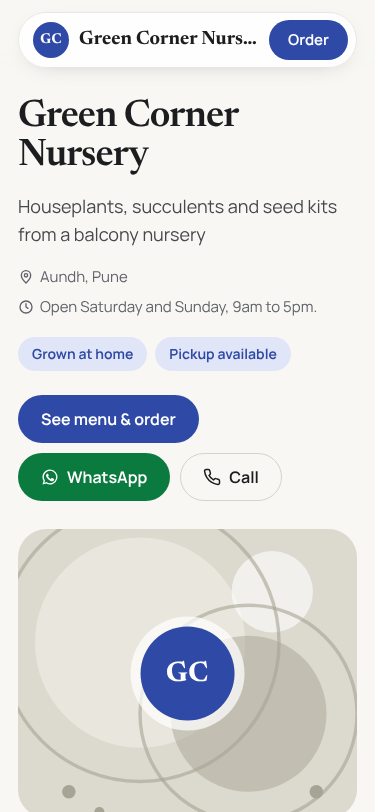 GC Green Corner Nurs... Order
Green Corner
Nursery
Houseplants, succulents and seed kits
from a balcony nursery
Aundh, Pune
Open Saturday and Sunday, 9am to 5pm.
Grown at home Pickup available
See menu & order
WhatsApp Call
GC